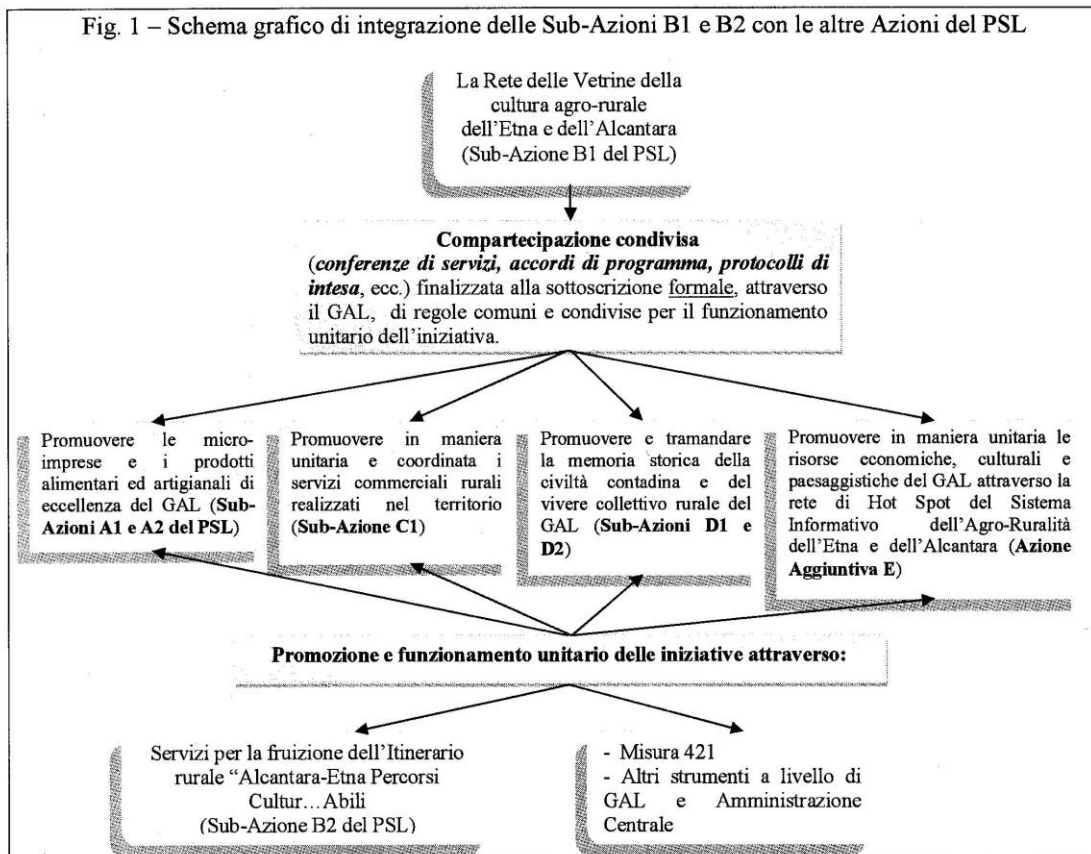 Fig. 1 – Schema grafico di integrazione delle Sub-Azioni B1 e B2 con le altre Azioni del PSL
La Rete delle Vetrine della
cultura agro-rurale
dell'Etna e dell'Alcantara
(Sub-Azione B1 del PSL)
Compartecipazione condivisa
(conferenze di servizi, accordi di programma, protocolli di
intesa, ecc.) finalizzata alla sottoscrizione formale, attraverso
il GAL, di regole comuni e condivise per il funzionamento
unitario dell'iniziativa.
Promuovere le micro-
imprese e i prodotti
alimentari ed artigianali di
eccellenza del GAL (Sub-
Azioni A1 e A2 del PSL)
Promuovere in maniera
unitaria e coordinata i
servizi commerciali rurali
realizzati nel territorio
(Sub-Azione C1)
Promuovere e tramandare
la memoria storica della
civiltà contadina e del
vivere collettivo rurale del
GAL (Sub-Azioni D1 e
D2)
Promuovere in maniera unitaria le
risorse economiche, culturali e
paesaggistiche del GAL attraverso la
rete di Hot Spot del Sistema
Informativo dell'Agro-Ruralità
dell'Etna e dell'Alcantara (Azione
Aggiuntiva E)
Promozione e funzionamento unitario delle iniziative attraverso:
Servizi per la fruizione dell'Itinerario
rurale "Alcantara-Etna Percorsi
Cultur…Abili
(Sub-Azione B2 del PSL)
- Misura 421
- Altri strumenti a livello di
GAL e Amministrazione
Centrale